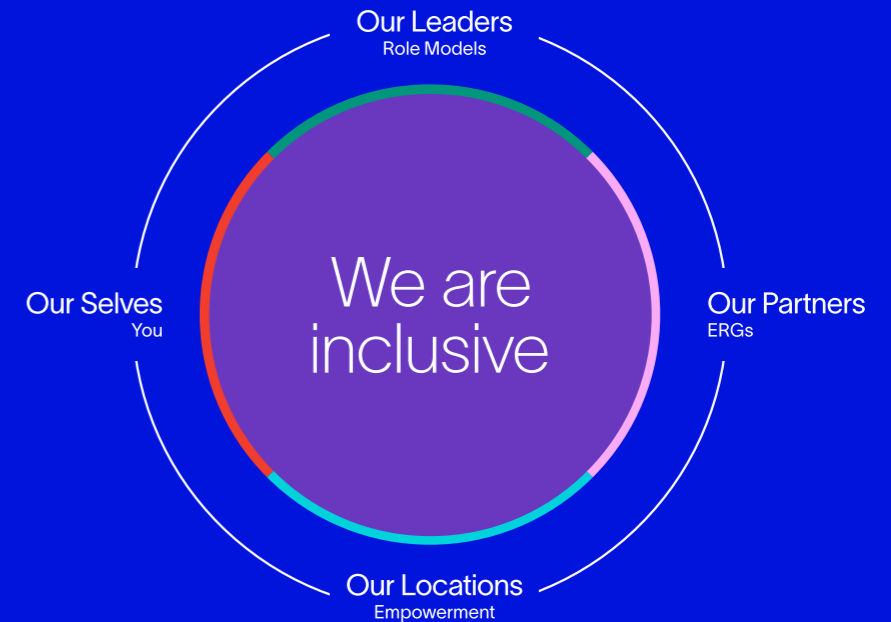 Our Leaders
Role Models
Our Selves
You
We are
inclusive
Our Partners
ERGs
Our Locations
Empowerment